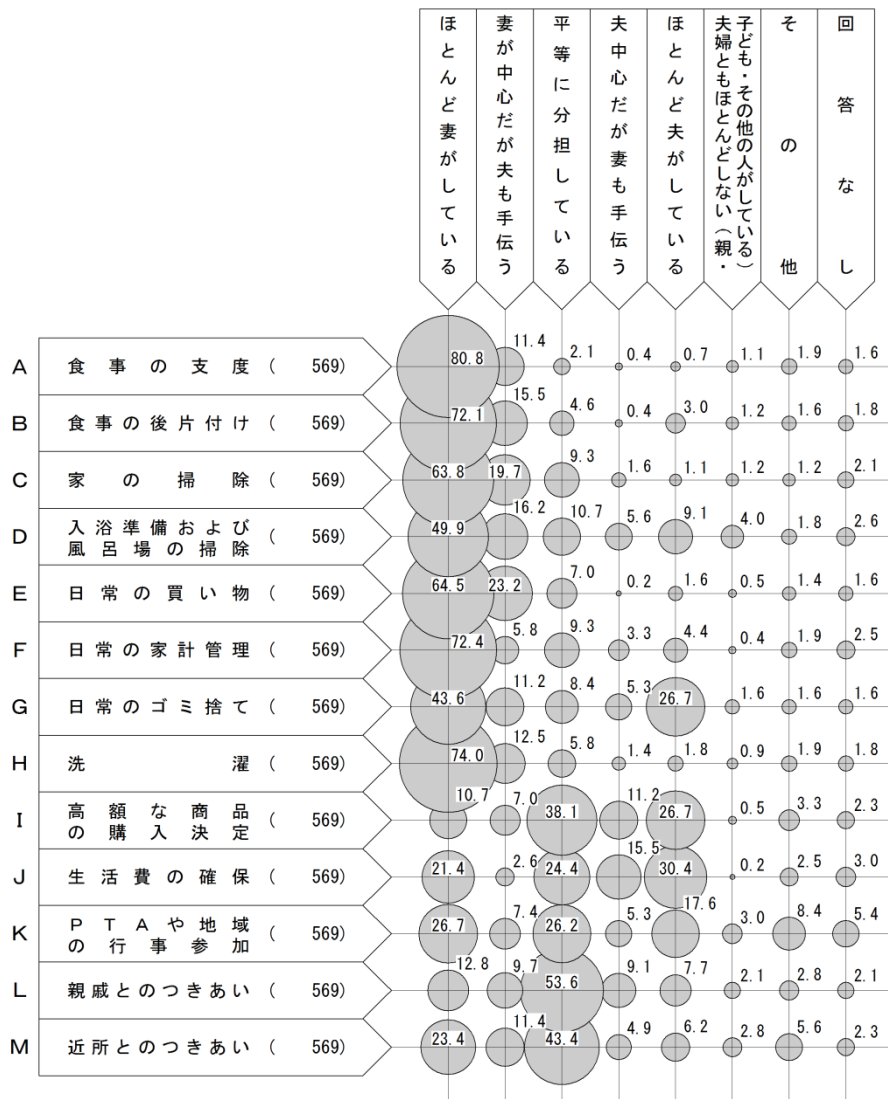 ほとんど妻がしている
妻が中心だが夫も手伝う
平等に分担している
夫中心だが妻も手伝う
ほとんど夫がしている
夫婦ともほとんどしない(親・
子ども・その他の人がしている)
その他
回答なし
A 食事の支度 ( 569) 80.8 11.4 2.1 0.4 0.7 1.1 1.9 1.6
B 食事の後片付け ( 569) 72.1 15.5 4.6 0.4 3.0 1.2 1.6 1.8
C 家の掃除 ( 569) 63.8 19.7 9.3 1.6 1.1 1.2 1.2 2.1
D 入浴準備および
風呂場の掃除 ( 569) 49.9 16.2 10.7 5.6 9.1 4.0 1.8 2.6
E 日常の買い物 ( 569) 64.5 23.2 7.0 0.2 1.6 0.5 1.4 1.6
F 日常の家計管理 ( 569) 72.4 5.8 9.3 3.3 4.4 0.4 1.9 2.5
G 日常のゴミ捨て ( 569) 43.6 11.2 8.4 5.3 26.7 1.6 1.6 1.6
H 洗濯 ( 569) 74.0 12.5 5.8 1.4 1.8 0.9 1.9 1.8
I 高額な商品
の購入決定 ( 569) 10.7 7.0 38.1 11.2 26.7 0.5 3.3 2.3
J 生活費の確保 ( 569) 21.4 2.6 24.4 15.5 30.4 0.2 2.5 3.0
K PTAや地域
の行事参加 ( 569) 26.7 7.4 26.2 5.3 17.6 3.0 8.4 5.4
L 親戚とのつきあい ( 569) 12.8 9.7 53.6 9.1 7.7 2.1 2.8 2.1
M 近所とのつきあい ( 569) 23.4 11.4 43.4 4.9 6.2 2.8 5.6 2.3